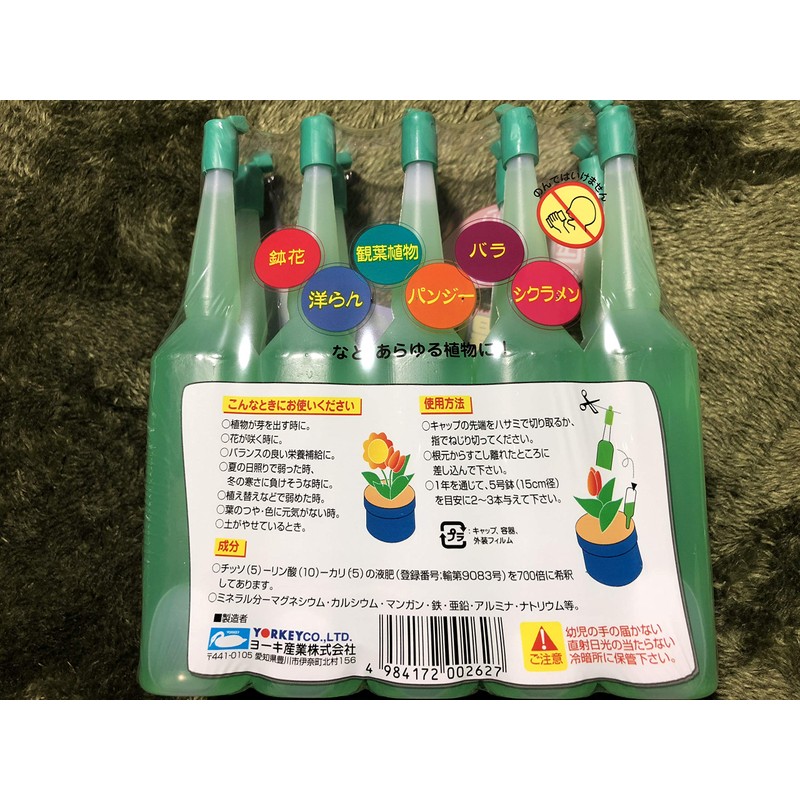 のんではいけません
鉢花
観葉植物
バラ
洋らん
パンジー
シクラメン
など あらゆる植物に!
こんなときにお使いください
○植物が芽を出す時に。
○花が咲く時に。
○バランスの良い栄養補給に。
○夏の日照りで弱った時、
冬の寒さに負けそうな時に。
○植え替えなどで弱めた時。
○葉のつや・色に元気がない時。
○土がやせているとき。
使用方法
○キャップの先端をハサミで切り取るか、
指でねじり切ってください。
○根元からすこし離れたところに
差し込んで下さい。
○1年を通じて、5号鉢(15cm径)
を目安に2〜3本与えて下さい。
プラ
:キャップ、容器、
外装フィルム
成分
○チッソ(5)ーリン酸(10)ーカリ(5)の液肥(登録番号:輸第9083号)を700倍に希釈
してあります。
○ミネラル分ーマグネシウム・カルシウム・マンガン・鉄・亜鉛・アルミナ・ナトリウム等。
■製造者
YORKEY CO., LTD.
ヨーキ産業株式会社
〒441-0105 愛知県豊川市伊奈町北村156
4 984172 002627
ご注意
幼児の手の届かない
直射日光の当たらない
冷暗所に保管下さい。